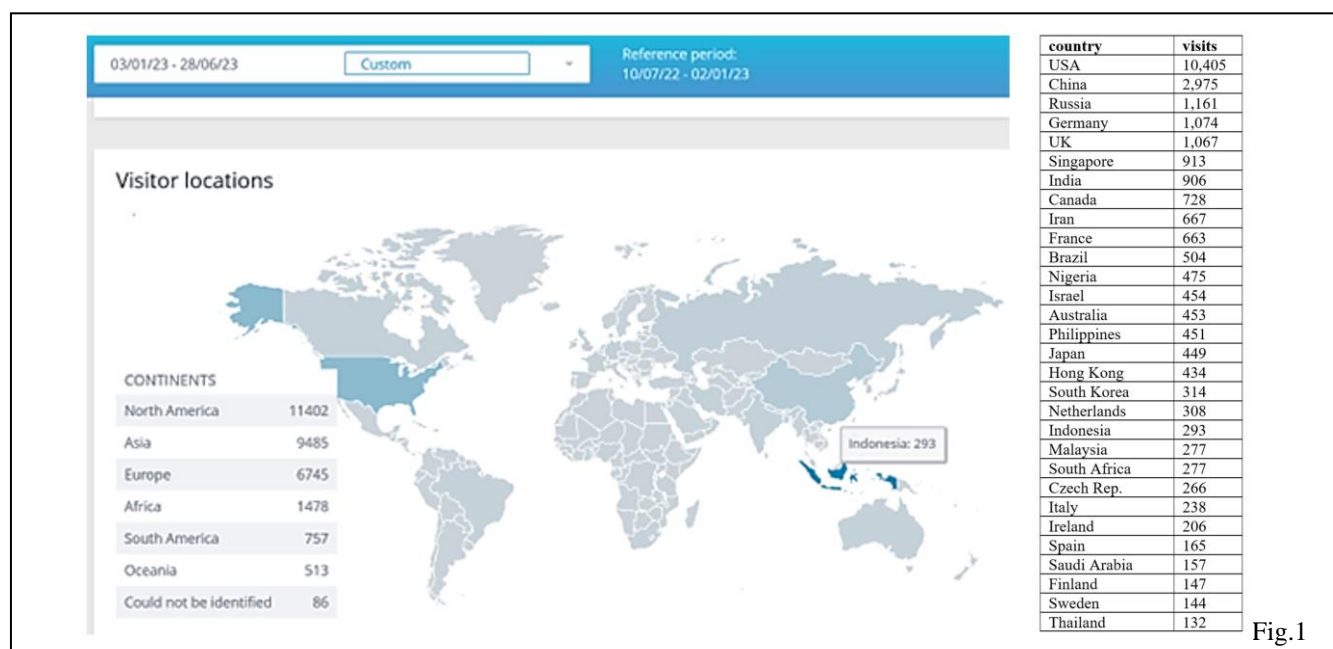 03/01/23 - 28/06/23
Custom
Reference period:
10/07/22 - 02/01/23
Visitor locations
CONTINENTS
North America 11402
Asia 9485
Europe 6745
Africa 1478
South America 757
Oceania 513
Could not be identified 86
Indonesia: 293
country visits
USA 10,405
China 2,975
Russia 1,161
Germany 1,074
UK 1,067
Singapore 913
India 906
Canada 728
Iran 667
France 663
Brazil 504
Nigeria 475
Israel 454
Australia 453
Philippines 451
Japan 449
Hong Kong 434
South Korea 314
Netherlands 308
Indonesia 293
Malaysia 277
South Africa 277
Czech Rep. 266
Italy 238
Ireland 206
Spain 165
Saudi Arabia 157
Finland 147
Sweden 144
Thailand 132
Fig.1